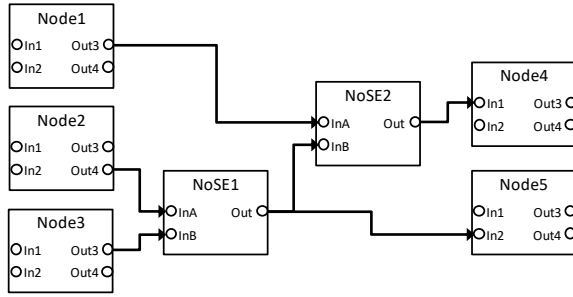 Node1
In1 Out3
In2 Out4
Node2
In1 Out3
In2 Out4
Node3
In1 Out3
In2 Out4
NoSE1
InA Out
InB
NoSE2
InA Out
InB
Node4
In1 Out3
In2 Out4
Node5
In1 Out3
In2 Out4